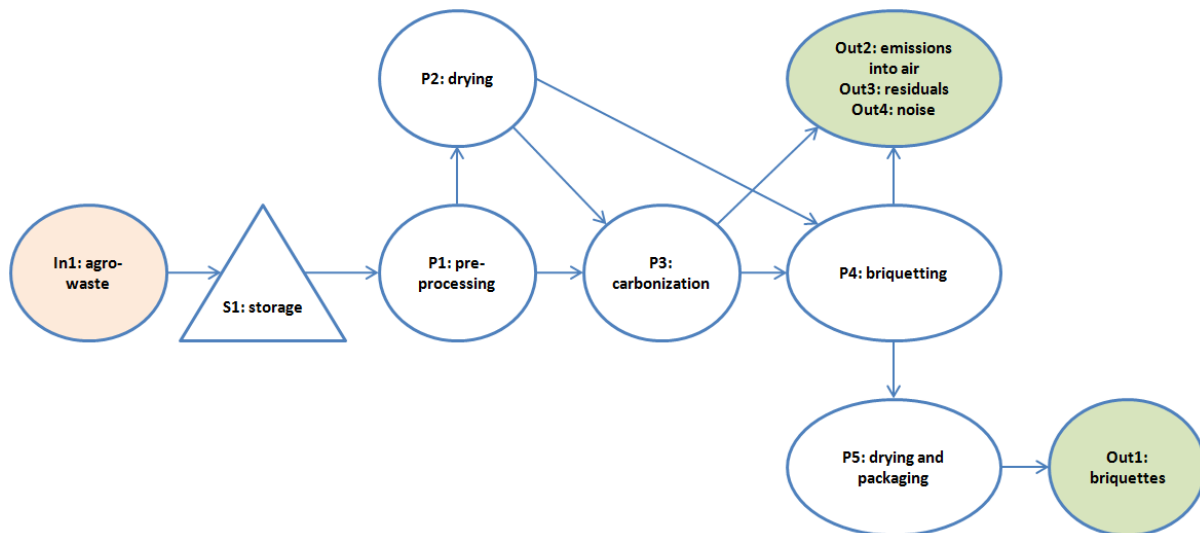 P2: drying
Out2: emissions
into air
Out3: residuals
Out4: noise
In1: agro-
waste
S1: storage
P1: pre-
processing
P3:
carbonization
P4: briquetting
P5: drying and
packaging
Out1:
briquettes